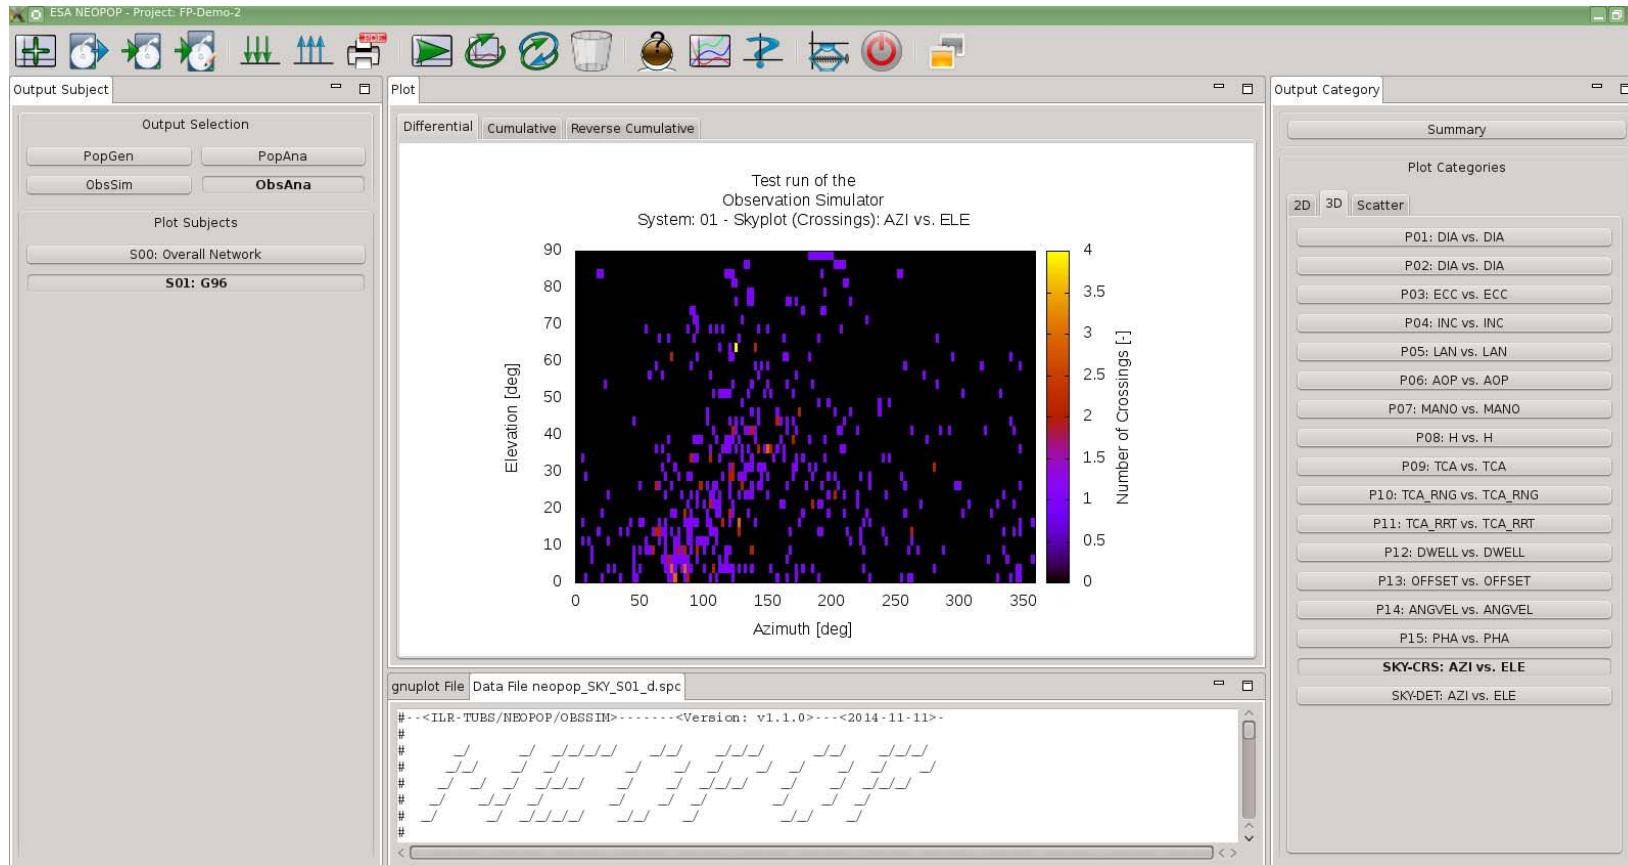 ESA NEOPOP - Project: FP-Demo-2
PDF
Output Subject
Output Selection
PopGen
PopAna
ObsSim
ObsAna
Plot Subjects
S00: Overall Network
S01: G96
Plot
Differential
Cumulative
Reverse Cumulative
Test run of the
Observation Simulator
System: 01 - Skyplot (Crossings): AZI vs. ELE
90
80
70
60
50
40
30
20
10
0
Elevation [deg]
0 50 100 150 200 250 300 350
Azimuth [deg]
4
3.5
3
2.5
2
1.5
1
0.5
0
Number of Crossings [-]
gnuplot File
Data File neopop_SKY_S01_d.spc
#--<ILR-TUBS/NEOPOP/OBSSIM>-------<Version: v1.1.0>---<2014-11-11>-
#
# NEOPOP
#
#
#
#
#
Output Category
Summary
Plot Categories
2D
3D
Scatter
P01: DIA vs. DIA
P02: DIA vs. DIA
P03: ECC vs. ECC
P04: INC vs. INC
P05: LAN vs. LAN
P06: AOP vs. AOP
P07: MANO vs. MANO
P08: H vs. H
P09: TCA vs. TCA
P10: TCA_RNG vs. TCA_RNG
P11: TCA_RRT vs. TCA_RRT
P12: DWELL vs. DWELL
P13: OFFSET vs. OFFSET
P14: ANGVEL vs. ANGVEL
P15: PHA vs. PHA
SKY-CRS: AZI vs. ELE
SKY-DET: AZI vs. ELE